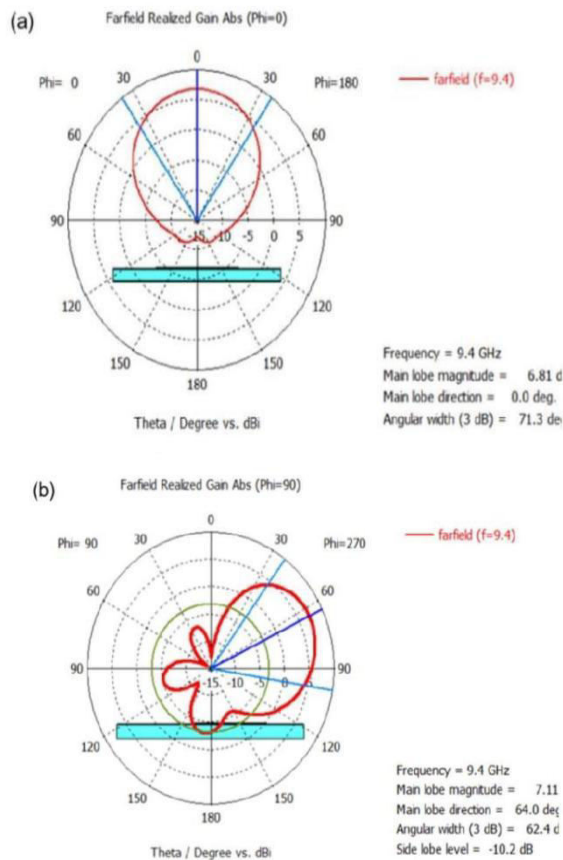 (a)
Farfield Realized Gain Abs (Phi=0)
0
Phi= 0 30 30 Phi=180
farfield (f=9.4)
60 60
90 -15 -10 -5 0 5 90
120 120
150 150
180
Theta / Degree vs. dBi
Frequency = 9.4 GHz
Main lobe magnitude = 6.81 d
Main lobe direction = 0.0 deg.
Angular width (3 dB) = 71.3 de
(b)
Farfield Realized Gain Abs (Phi=90)
0
Phi= 90 30 30 Phi=270
farfield (f=9.4)
60 60
90 -15 -10 -5 0 5 90
120 120
150 150
180
Theta / Degree vs. dBi
Frequency = 9.4 GHz
Main lobe magnitude = 7.11
Main lobe direction = 64.0 deg
Angular width (3 dB) = 62.4 d
Side lobe level = -10.2 dB